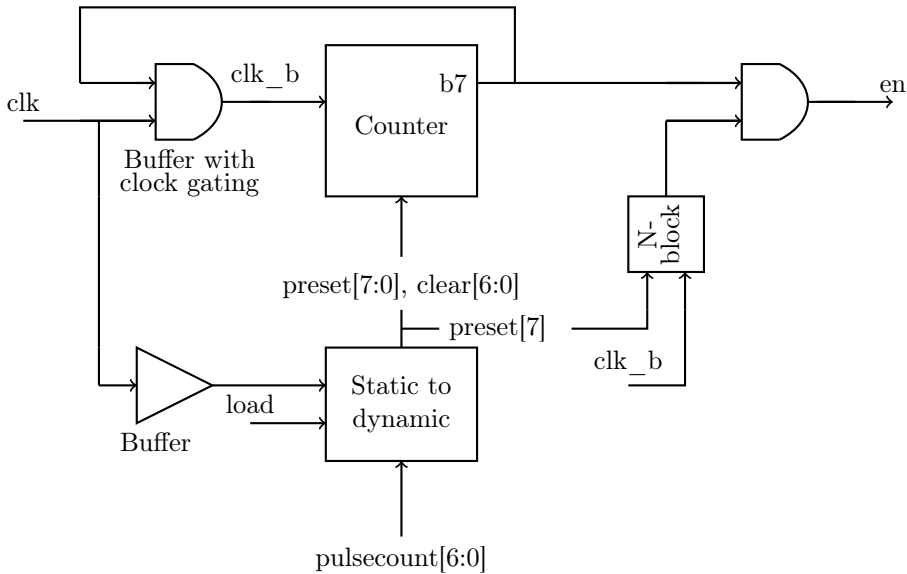 clk
clk_b
b7
Counter
en
Buffer with
clock gating
N-
block
preset[7:0], clear[6:0]
preset[7]
clk_b
Static to
dynamic
load
Buffer
pulsecount[6:0]